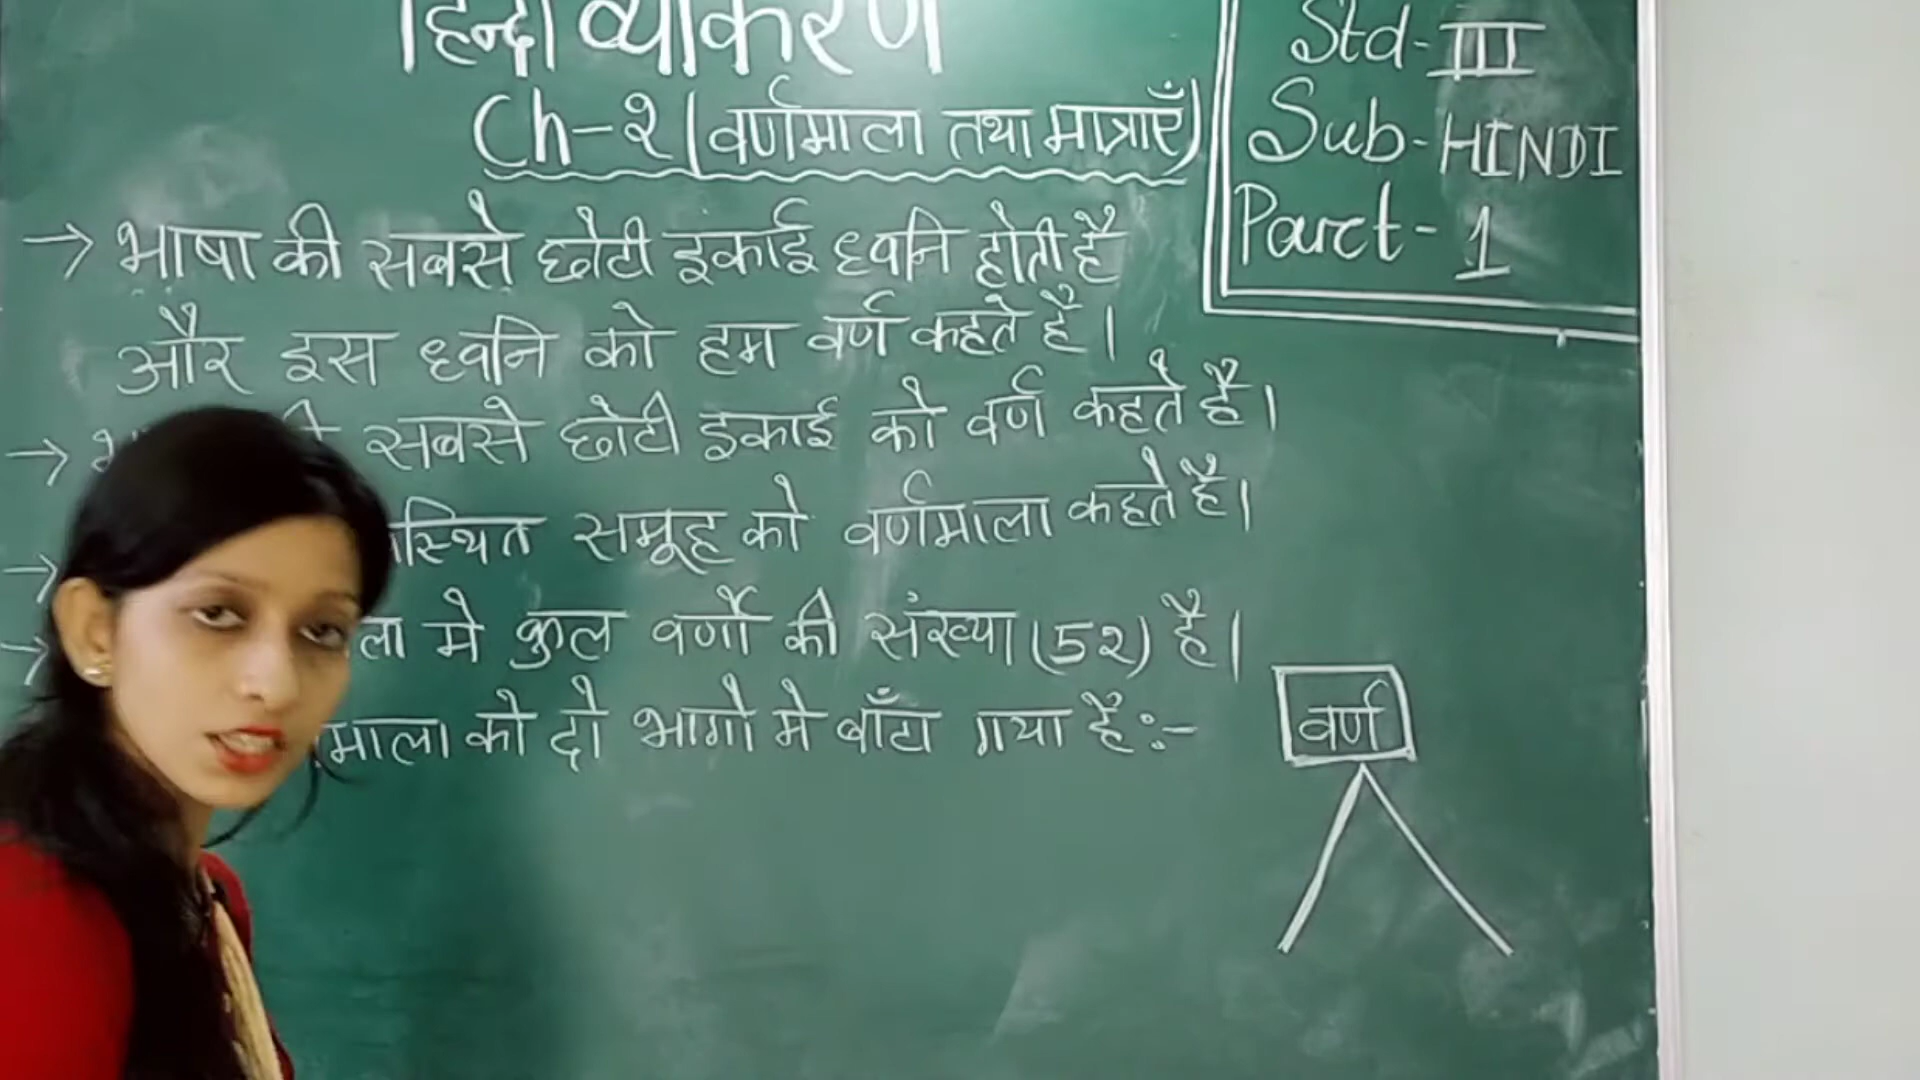 हिन्दी व्याकरण
Ch-२ (वर्णमाला तथा मात्राएँ)
Std-III
Sub-HINDI
Part-1
→ भाषा की सबसे छोटी इकाई ध्वनि होती है
और इस ध्वनि को हम वर्ण कहते है।
→ सबसे छोटी इकाई को वर्ण कहते है।
→ समूह को वर्णमाला कहते है।
→ ला मे कुल वर्णो की संख्या (5२) है।
माला को दो भागो मे बाँटा गया है :-
वर्ण